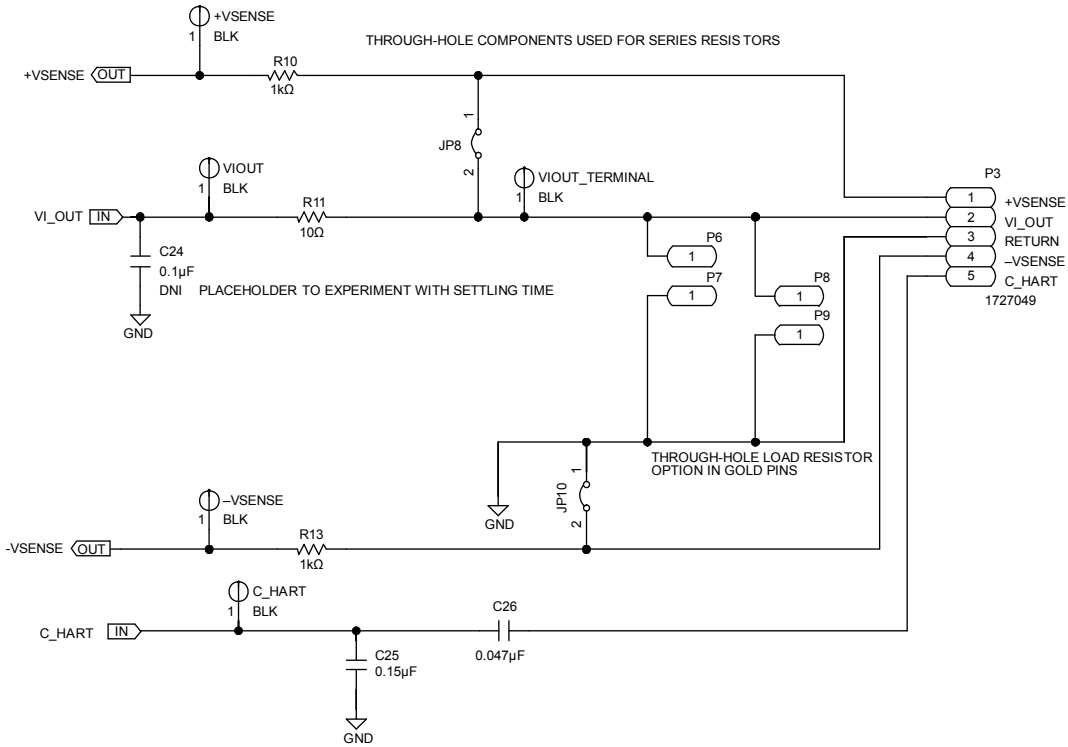 +VSENSE
1
BLK
THROUGH-HOLE COMPONENTS USED FOR SERIES RESISTORS
+VSENSE OUT
R10
1kΩ
1
JP8
2
VIOUT
1
BLK
VIOUT_TERMINAL
1
BLK
VI_OUT IN
R11
10Ω
P3
1 +VSENSE
2 VI_OUT
3 RETURN
4 –VSENSE
5 C_HART
1727049
C24
0.1µF
DNI PLACEHOLDER TO EXPERIMENT WITH SETTLING TIME
GND
P6
1
P7
1
P8
1
P9
1
THROUGH-HOLE LOAD RESISTOR
OPTION IN GOLD PINS
GND
1
JP10
2
–VSENSE
1
BLK
-VSENSE OUT
R13
1kΩ
C_HART
1
BLK
C_HART IN
C26
0.047µF
C25
0.15µF
GND